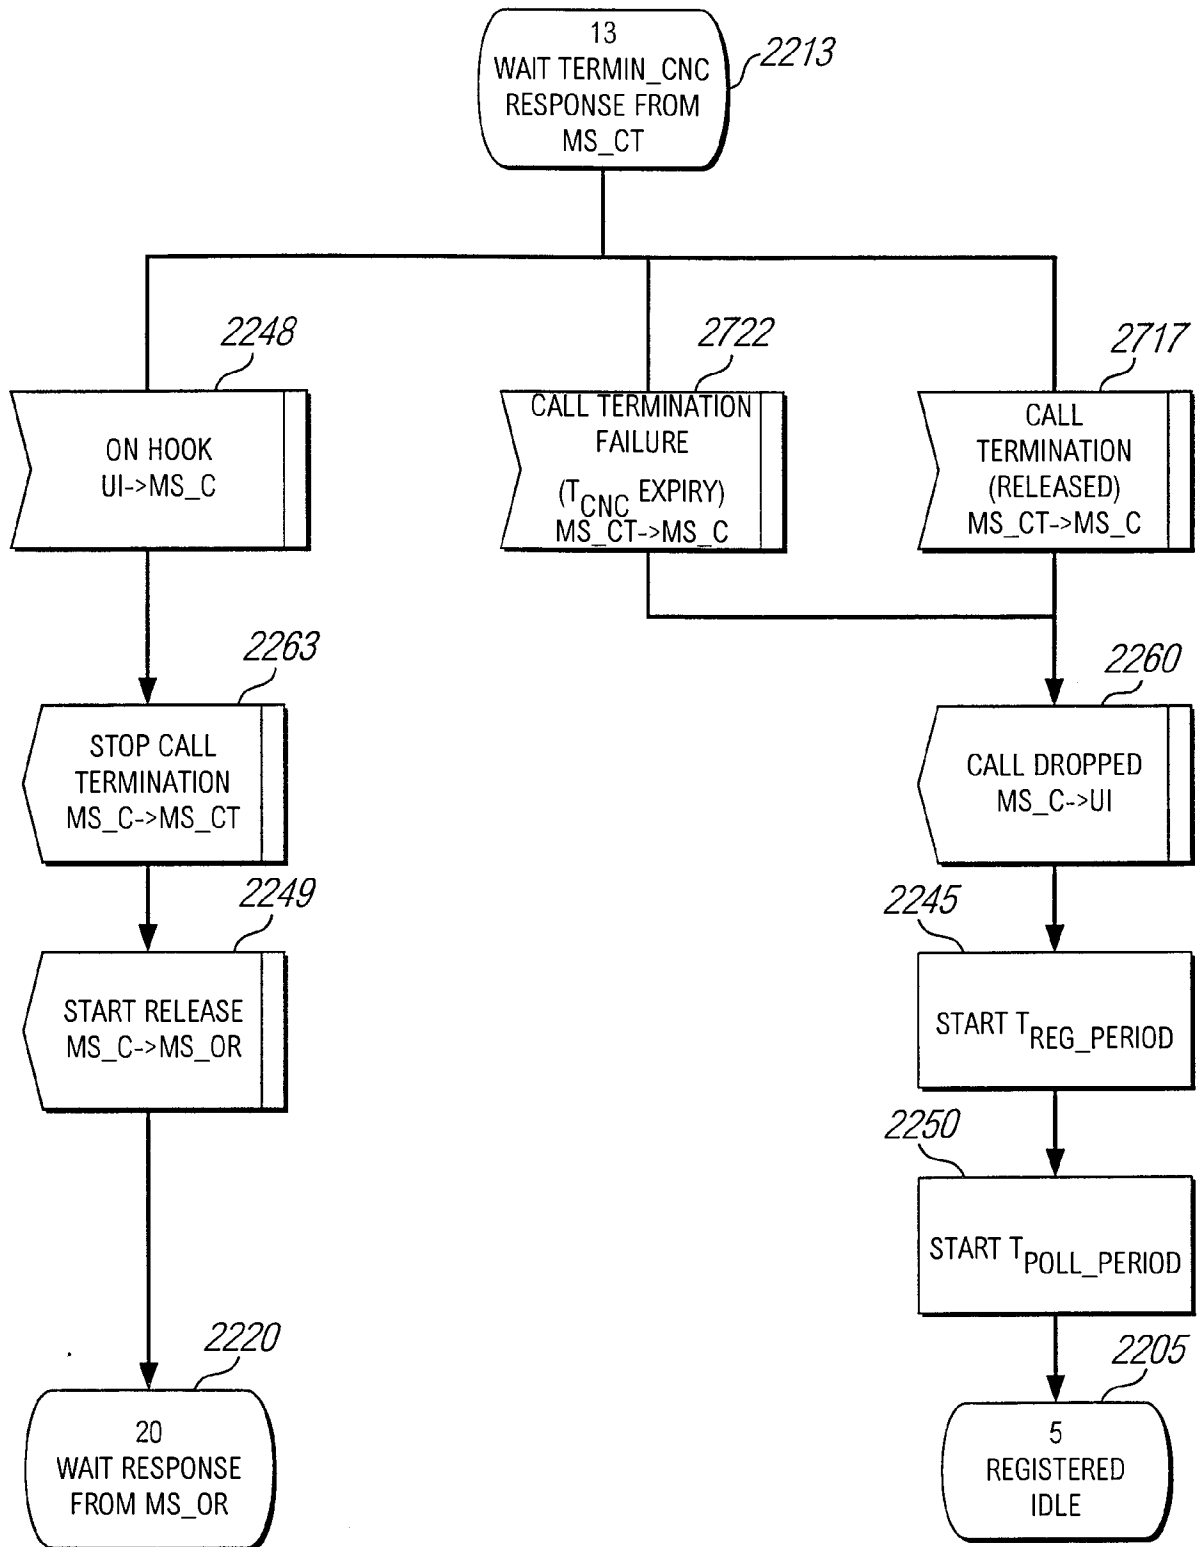 13
WAIT TERMIN_CNC
RESPONSE FROM
MS_CT
2213
2248
ON HOOK
UI->MS_C
2722
CALL TERMINATION
FAILURE
(TCNC EXPIRY)
MS_CT->MS_C
2717
CALL
TERMINATION
(RELEASED)
MS_CT->MS_C
2263
STOP CALL
TERMINATION
MS_C->MS_CT
2260
CALL DROPPED
MS_C->UI
2249
START RELEASE
MS_C->MS_OR
2245
START TREG_PERIOD
2250
START TPOLL_PERIOD
2220
20
WAIT RESPONSE
FROM MS_OR
2205
5
REGISTERED
IDLE